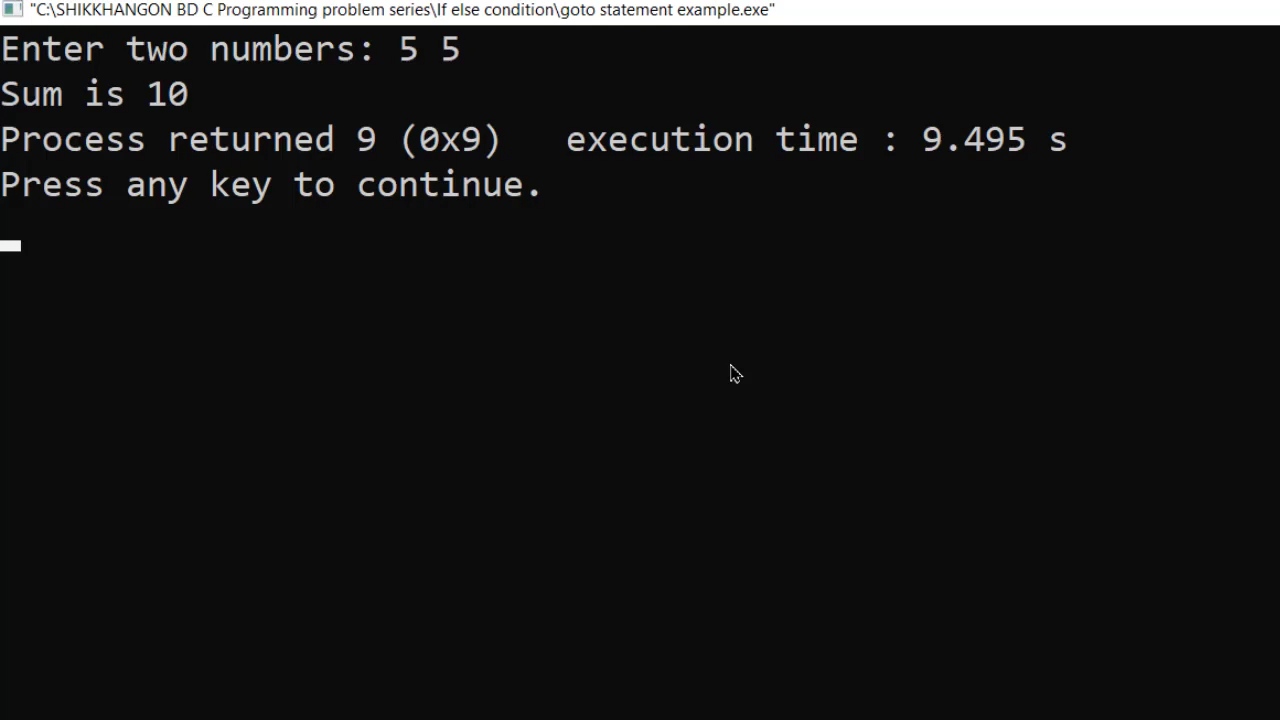 "C:\SHIKKHANGON BD C Programming problem series\If else condition\goto statement example.exe"
Enter two numbers: 5 5
Sum is 10
Process returned 9 (0x9)   execution time : 9.495 s
Press any key to continue.